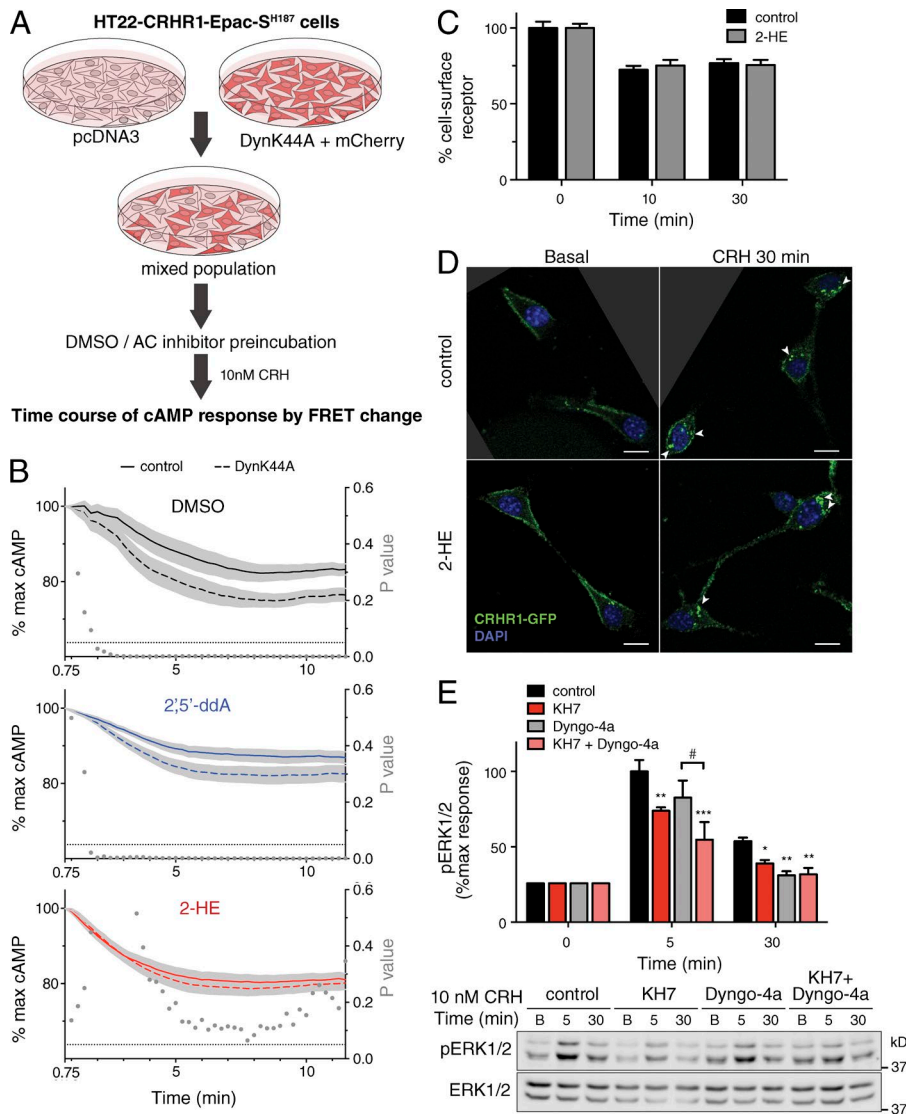 A
HT22-CRHR1-Epac-S^H187 cells
pcDNA3
DynK44A + mCherry
mixed population
DMSO / AC inhibitor preincubation
10nM CRH
Time course of cAMP response by FRET change
B
control
DynK44A
DMSO
% max cAMP
100
80
0.6
0.4
0.2
0.0
P value
0.75 5 10
2',5'-ddA
% max cAMP
100
80
0.6
0.4
0.2
0.0
P value
0.75 5 10
2-HE
% max cAMP
100
80
0.6
0.4
0.2
0.0
P value
0.75 5 10
Time (min)
C
control
2-HE
% cell-surface
receptor
100
50
0
0 10 30
Time (min)
D
Basal CRH 30 min
control
2-HE
CRHR1-GFP
DAPI
E
control
KH7
Dyngo-4a
KH7 + Dyngo-4a
pERK1/2
(%max response)
100
50
0
**
#
***
* ** **
0 5 30
Time (min)
10 nM CRH control KH7 Dyngo-4a KH7+
Dyngo-4a
Time (min) B 5 30 B 5 30 B 5 30 B 5 30
pERK1/2
kD
37
ERK1/2
37